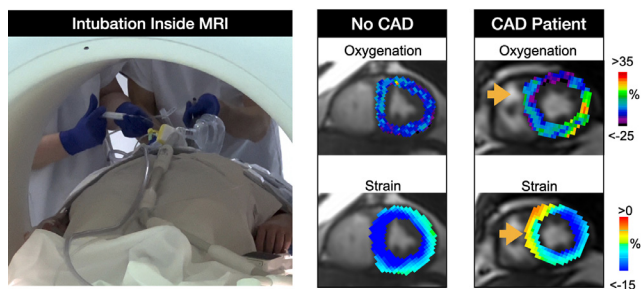 Intubation Inside MRI
No CAD
CAD Patient
Oxygenation
Oxygenation
>35
%
<-25
Strain
Strain
>0
%
<-15